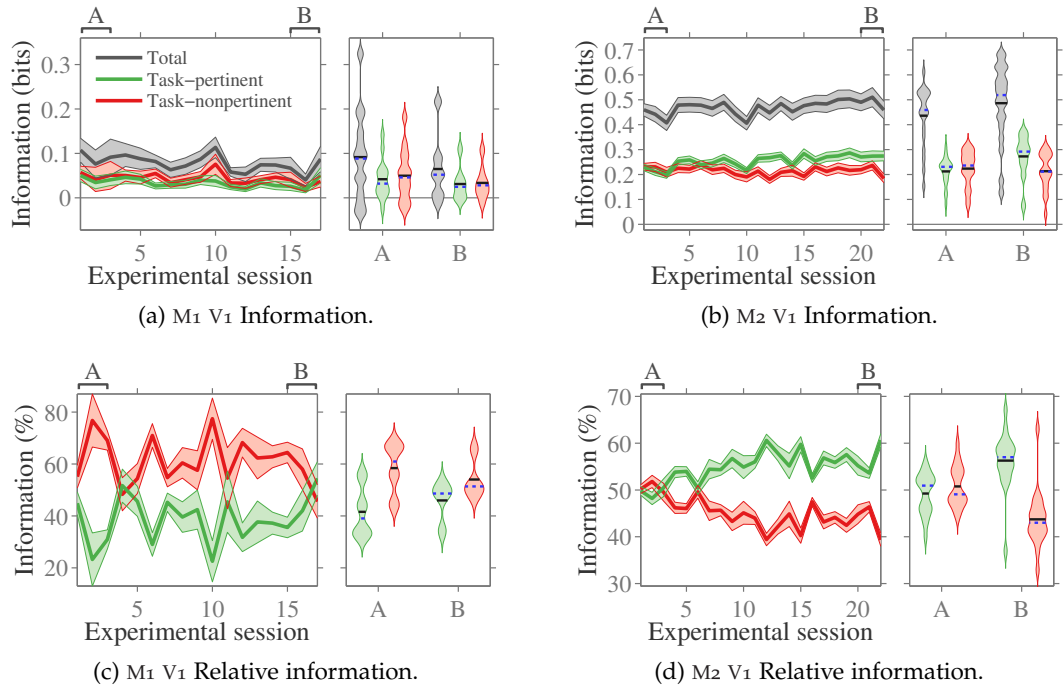 A B
Information (bits)
0.3
0.2
0.1
0
Total
Task-pertinent
Task-nonpertinent
5 10 15
A B
Experimental session
(a) M1 V1 Information.
A B
Information (bits)
0.7
0.6
0.5
0.4
0.3
0.2
0.1
0
5 10 15 20
A B
Experimental session
(b) M2 V1 Information.
A B
Information (%)
80
60
40
20
5 10 15
A B
Experimental session
(c) M1 V1 Relative information.
A B
Information (%)
70
60
50
40
30
5 10 15 20
A B
Experimental session
(d) M2 V1 Relative information.